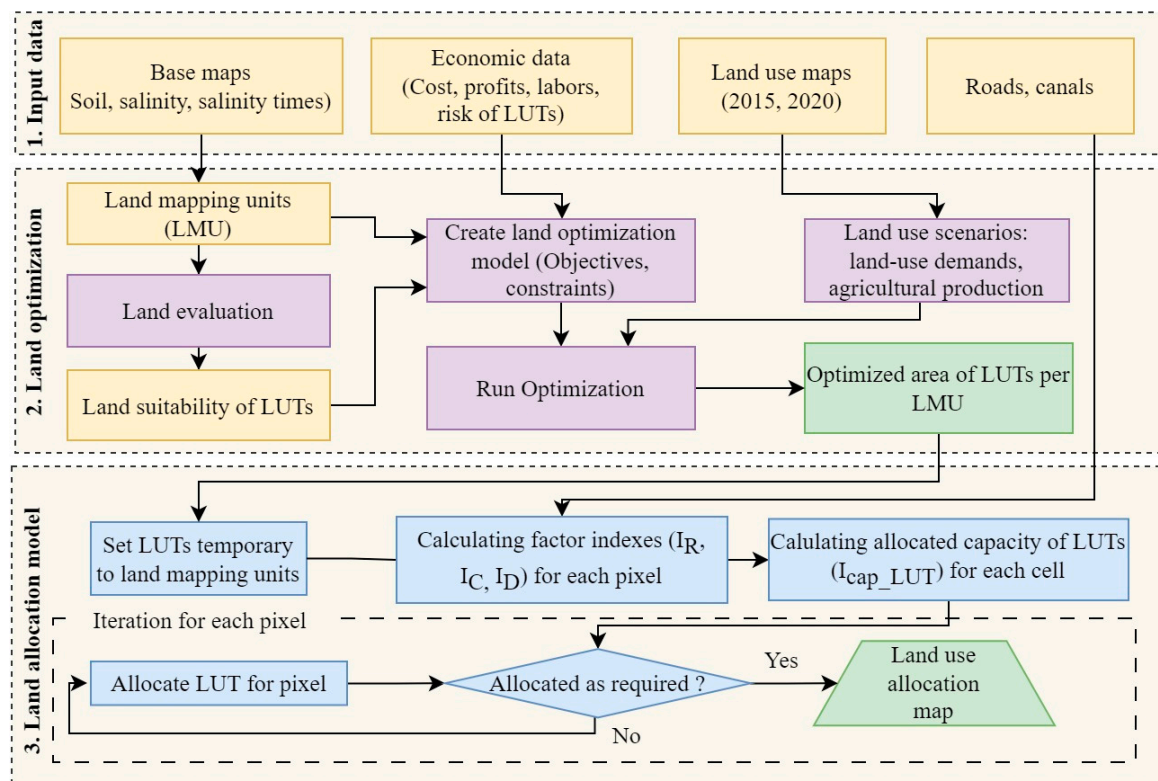 1. Input data
Base maps
Soil, salinity, salinity times)
Economic data
(Cost, profits, labors,
risk of LUTs)
Land use maps
(2015, 2020)
Roads, canals
2. Land optimization
Land mapping units
(LMU)
Create land optimization
model (Objectives,
constraints)
Land use scenarios:
land-use demands,
agricultural production
Land evaluation
Land suitability of LUTs
Run Optimization
Optimized area of LUTs per
LMU
3. Land allocation model
Set LUTs temporary
to land mapping units
Calculating factor indexes (IR,
IC, ID) for each pixel
Calulating allocated capacity of LUTs
(Icap_LUT) for each cell
Iteration for each pixel
Allocate LUT for pixel
Allocated as required ?
Yes
No
Land use
allocation
map